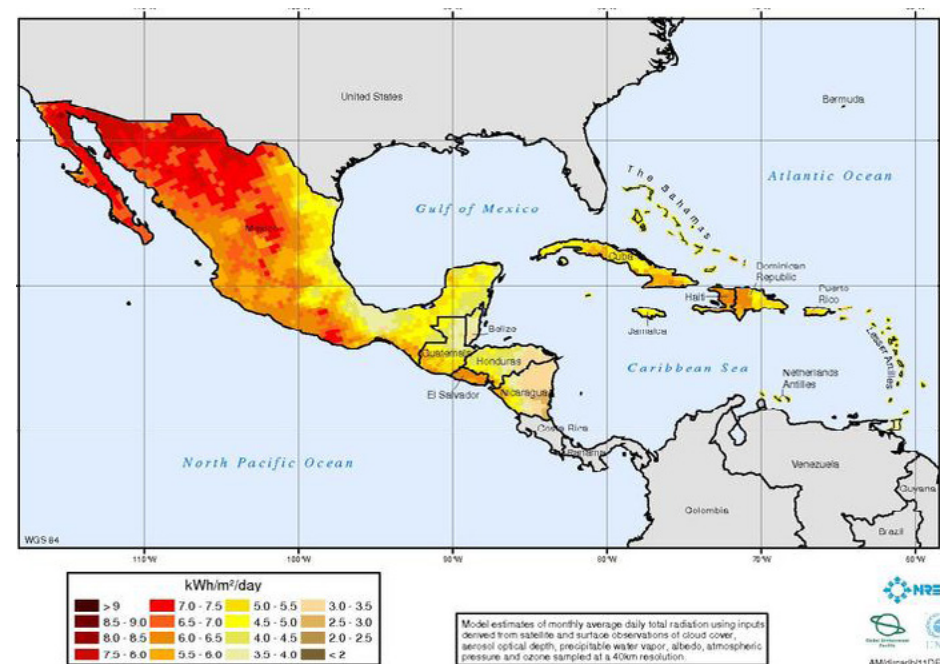 United States
Bermuda
Atlantic Ocean
The Bahamas
Gulf of Mexico
Mexico
Cuba
Dominican
Republic
Haiti
Puerto
Rico
Jamaica
Belize
Lesser Antilles
Guatemala
Honduras
Caribbean Sea
Netherlands
Antilles
El Salvador
Nicaragua
Costa Rica
Panama
North Pacific Ocean
Venezuela
Guyana
Colombia
Brazil
WGS 84
110°W
100°W
90°W
80°W
70°W
60°W
kWh/m²/day
> 9
8.5 - 9.0
8.0 - 8.5
7.5 - 8.0
7.0 - 7.5
6.5 - 7.0
6.0 - 6.5
5.5 - 6.0
5.0 - 5.5
4.5 - 5.0
4.0 - 4.5
3.5 - 4.0
3.0 - 3.5
2.5 - 3.0
2.0 - 2.5
< 2
Model estimates of monthly average daily total radiation using inputs
derived from satellite and surface observations of cloud cover,
aerosol optical depth, precipitable water vapor, albedo, atmospheric
pressure and ozone sampled at a 40km resolution.
NRE